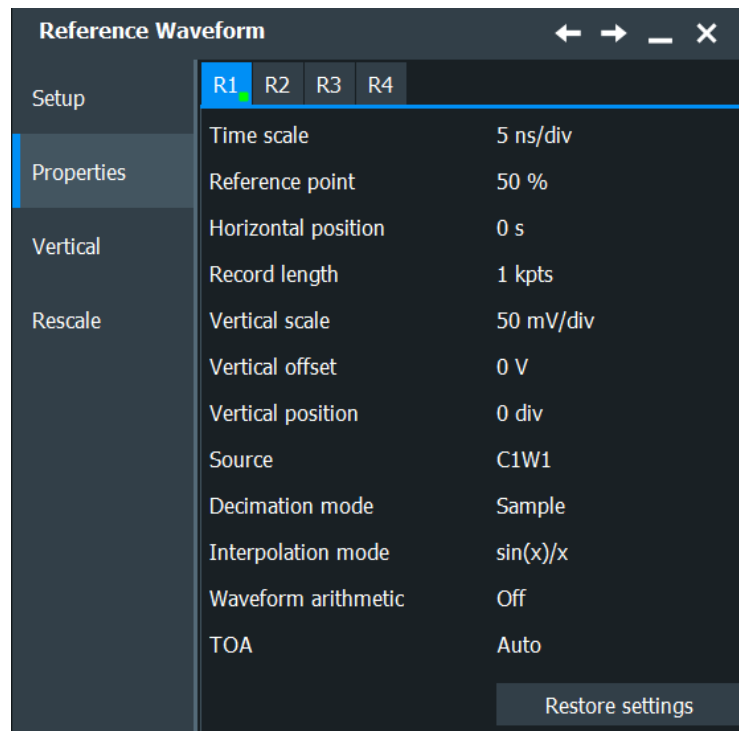 Reference Waveform
Setup
Properties
Vertical
Rescale
R1 R2 R3 R4
Time scale 5 ns/div
Reference point 50 %
Horizontal position 0 s
Record length 1 kpts
Vertical scale 50 mV/div
Vertical offset 0 V
Vertical position 0 div
Source C1W1
Decimation mode Sample
Interpolation mode sin(x)/x
Waveform arithmetic Off
TOA Auto
Restore settings